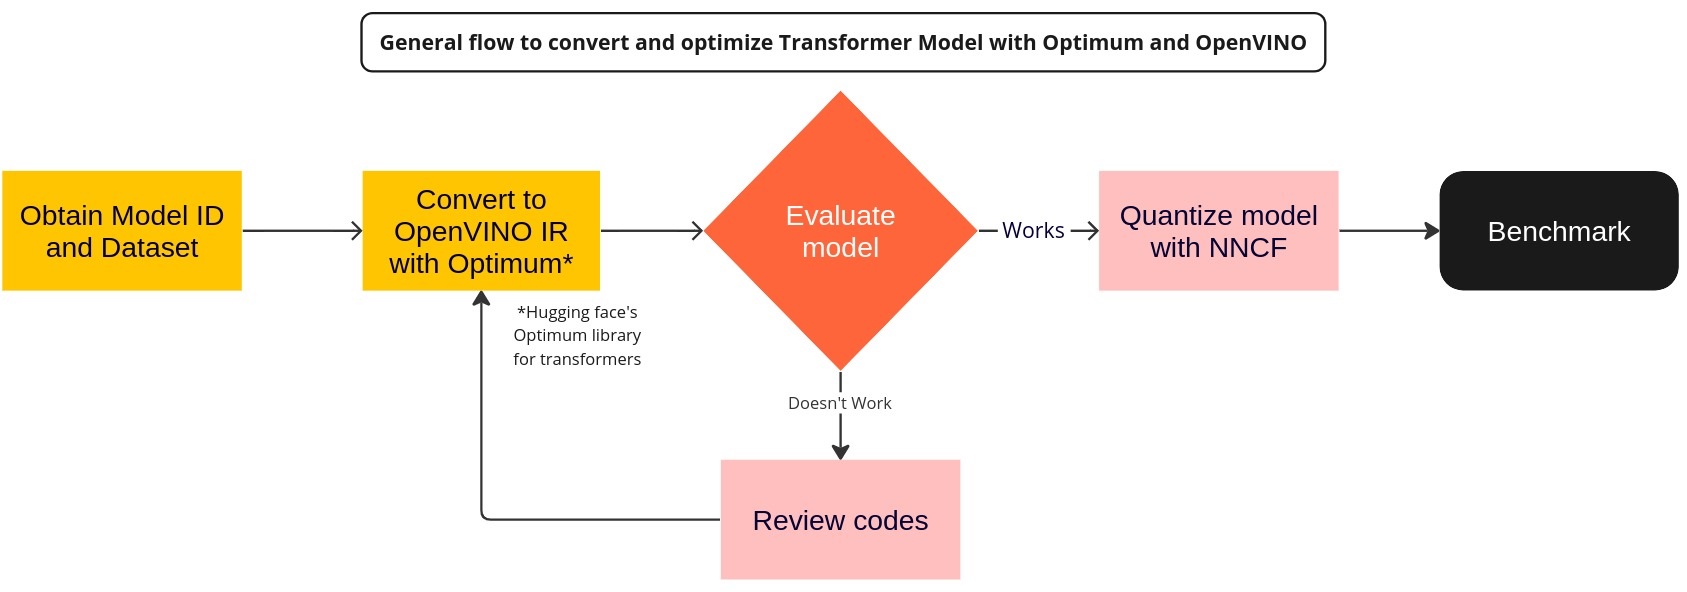 General flow to convert and optimize Transformer Model with Optimum and OpenVINO
Obtain Model ID
and Dataset
Convert to
OpenVINO IR
with Optimum*
*Hugging face's
Optimum library
for transformers
Evaluate
model
Works
Quantize model
with NNCF
Benchmark
Doesn't Work
Review codes